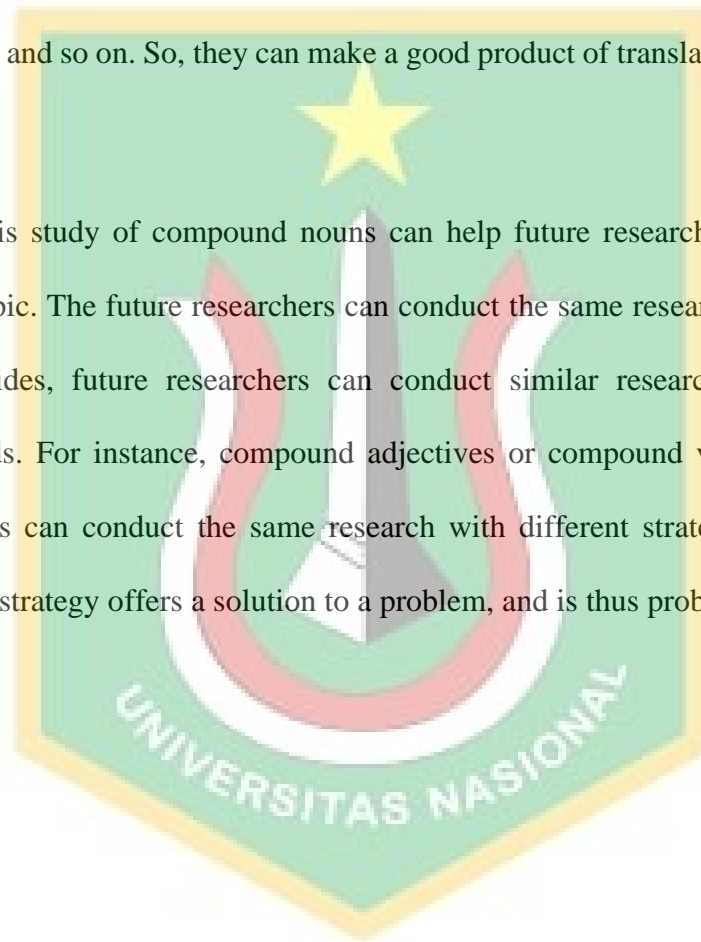 and so on. So, they can make a good product of transla
is study of compound nouns can help future research
pic. The future researchers can conduct the same resear
ides, future researchers can conduct similar research
ls. For instance, compound adjectives or compound v
s can conduct the same research with different strate
strategy offers a solution to a problem, and is thus prob
UNIVERSITAS NASIONAL